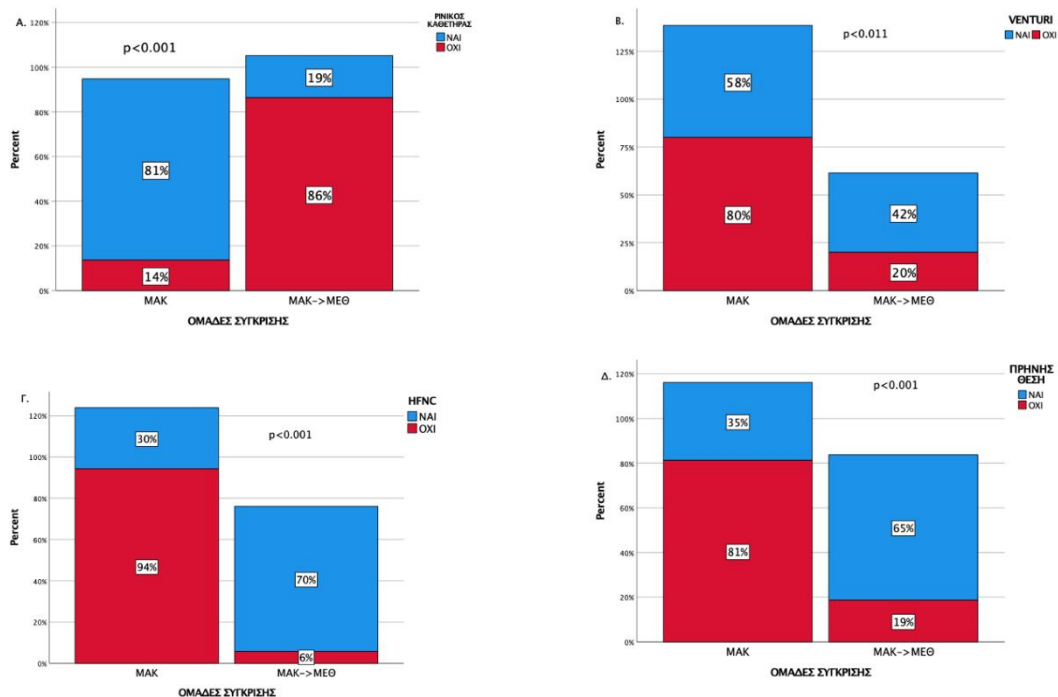 Α.
ΡΙΝΙΚΟΣ
ΚΑΘΕΤΗΡΑΣ
ΝΑΙ
ΟΧΙ
p<0.001
120%
100%
80%
60%
40%
20%
0%
Percent
81%
14%
19%
86%
ΜΑΚ
ΜΑΚ->ΜΕΘ
ΟΜΑΔΕΣ ΣΥΓΚΡΙΣΗΣ
Β.
VENTURI
ΝΑΙ ΟΧΙ
p<0.011
125%
100%
75%
50%
25%
0%
Percent
58%
80%
42%
20%
ΜΑΚ
ΜΑΚ->ΜΕΘ
ΟΜΑΔΕΣ ΣΥΓΚΡΙΣΗΣ
Γ.
HFNC
ΝΑΙ
ΟΧΙ
p<0.001
120%
100%
80%
60%
40%
20%
0%
Percent
30%
94%
70%
6%
ΜΑΚ
ΜΑΚ->ΜΕΘ
ΟΜΑΔΕΣ ΣΥΓΚΡΙΣΗΣ
Δ.
ΠΡΗΝΗΣ
ΘΕΣΗ
ΝΑΙ
ΟΧΙ
p<0.001
120%
100%
80%
60%
40%
20%
0%
Percent
35%
81%
65%
19%
ΜΑΚ
ΜΑΚ->ΜΕΘ
ΟΜΑΔΕΣ ΣΥΓΚΡΙΣΗΣ